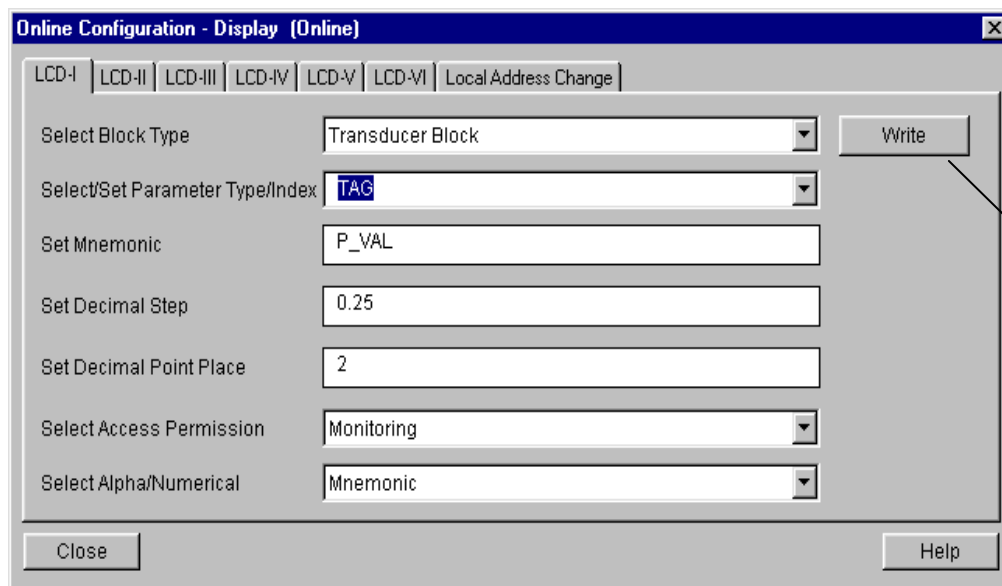 Online Configuration - Display (Online)
LCD-I LCD-II LCD-III LCD-IV LCD-V LCD-VI Local Address Change
Select Block Type Transducer Block Write
Select/Set Parameter Type/Index TAG
Set Mnemonic P_VAL
Set Decimal Step 0.25
Set Decimal Point Place 2
Select Access Permission Monitoring
Select Alpha/Numerical Mnemonic
Close Help